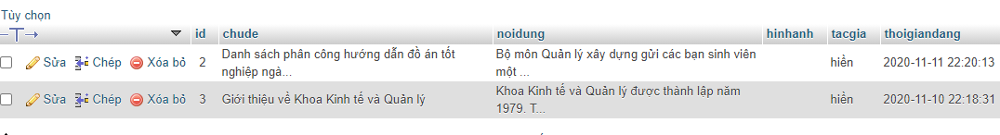 Tùy chọn
id chude noidung hinhanh tacgia thoigiandang
Sửa Chép Xóa bỏ 2 Danh sách phân công hướng dẫn đồ án tốt Bộ môn Quản lý xây dựng gửi các bạn sinh viên hiền 2020-11-11 22:20:13
nghiệp ngà... một ...
Sửa Chép Xóa bỏ 3 Giới thiệu về Khoa Kinh tế và Quản lý Khoa Kinh tế và Quản lý được thành lập năm hiền 2020-11-10 22:18:31
1979. T...